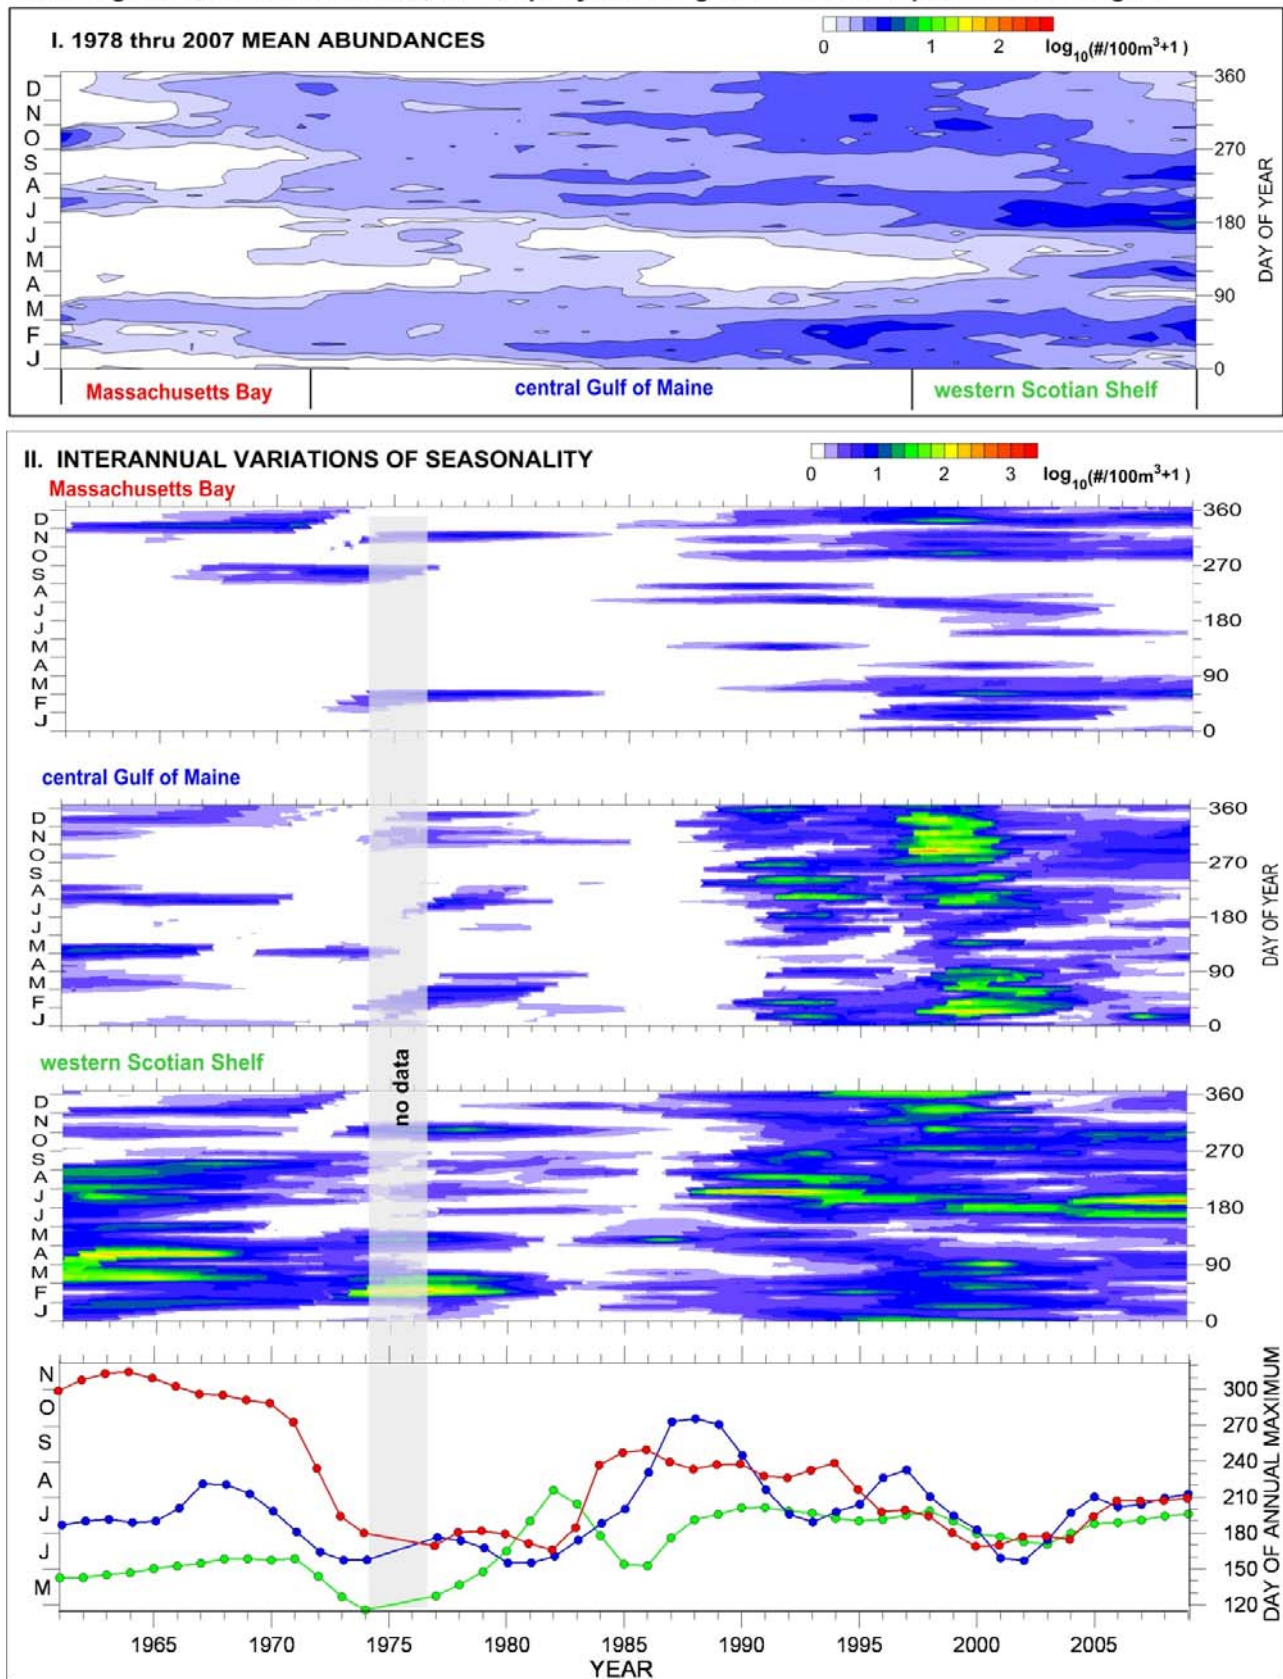 I. 1978 thru 2007 MEAN ABUNDANCES
0 1 2 log10(#/100m3+1)
D
N
O
S
A
J
J
M
A
M
F
J
360
270
180
90
0
DAY OF YEAR
Massachusetts Bay central Gulf of Maine western Scotian Shelf
II. INTERANNUAL VARIATIONS OF SEASONALITY
0 1 2 3 log10(#/100m3+1)
Massachusetts Bay
D
N
O
S
A
J
J
M
A
M
F
J
360
270
180
90
0
central Gulf of Maine
D
N
O
S
A
J
J
M
A
M
F
J
360
270
180
90
0
DAY OF YEAR
western Scotian Shelf
no data
D
N
O
S
A
J
J
M
A
M
F
J
360
270
180
90
0
N
O
S
A
J
J
M
300
270
240
210
180
150
120
DAY OF ANNUAL MAXIMUM
1965 1970 1975 1980 1985 1990 1995 2000 2005
YEAR